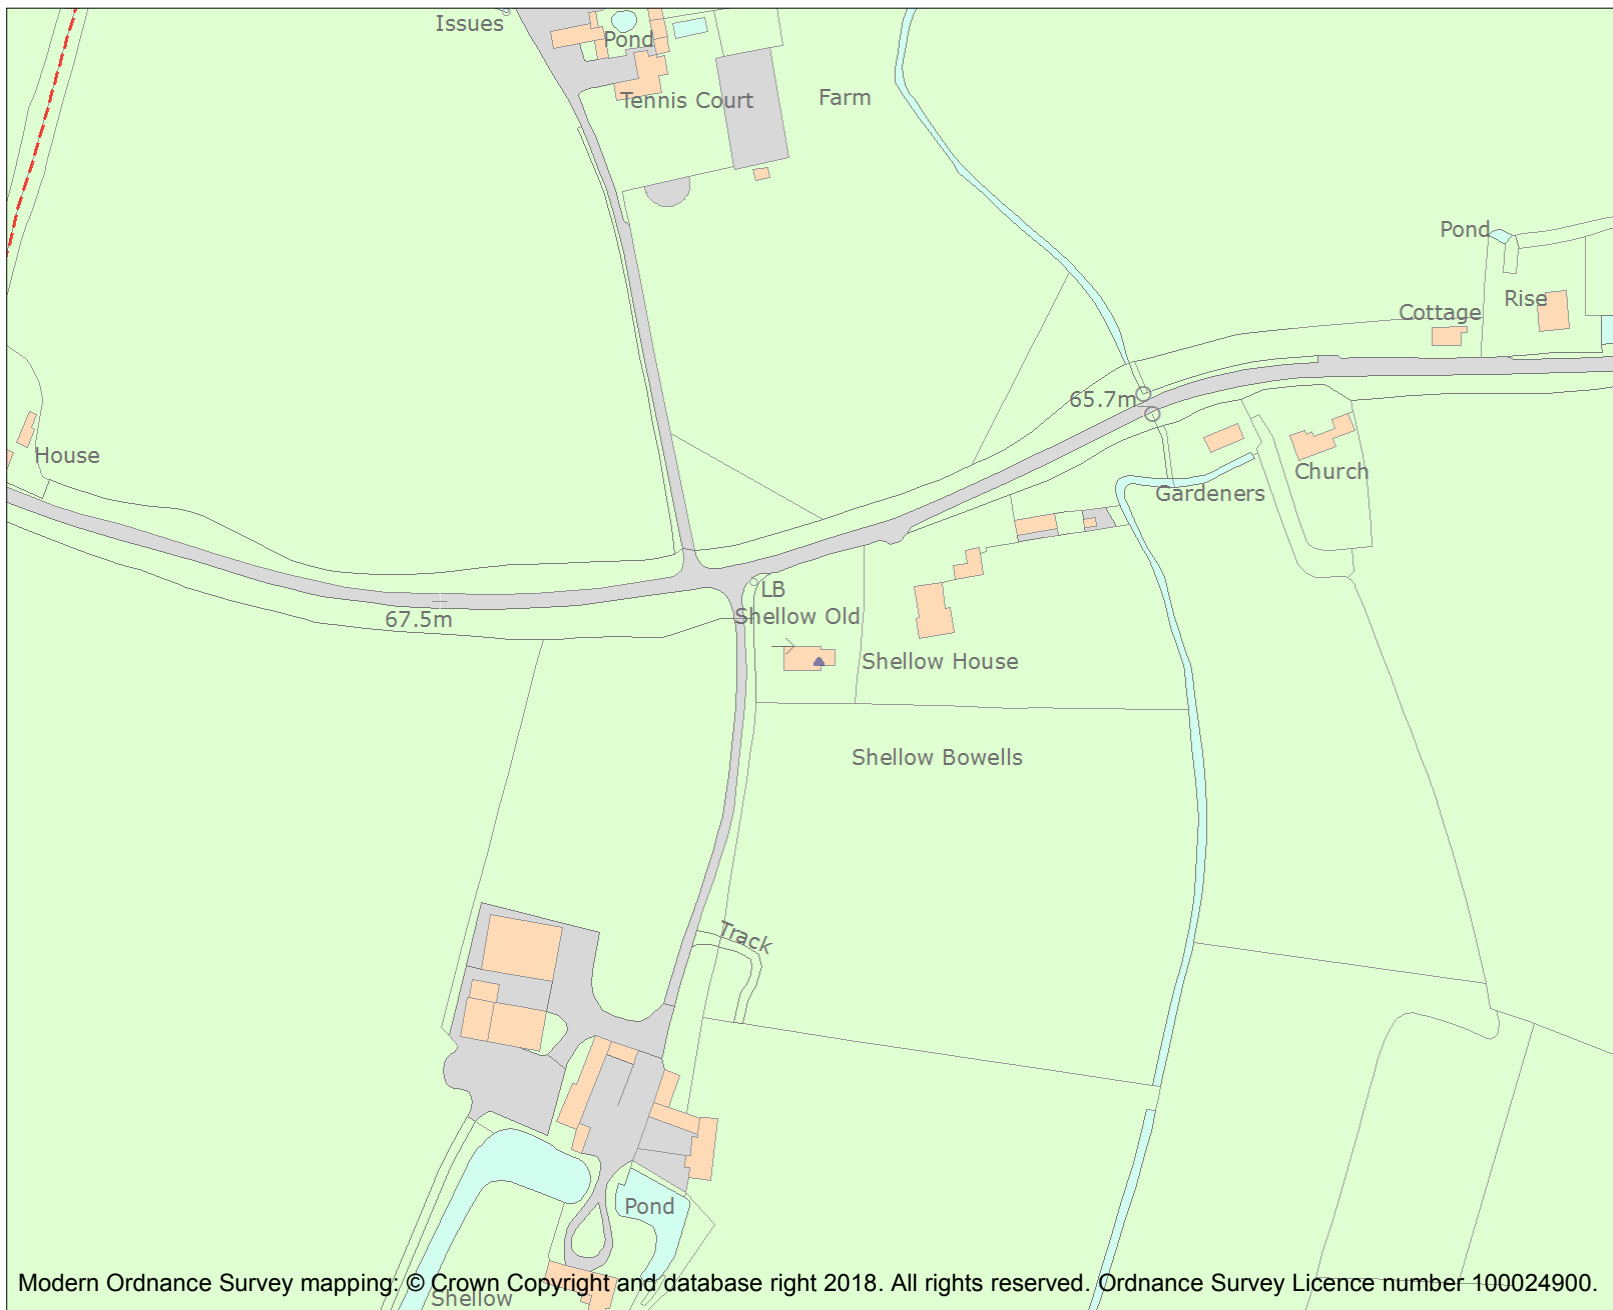 Issues
Pond
Tennis Court
Farm
Pond
Rise
Cottage
65.7m
House
Church
Gardeners
LB
Shellow Old
67.5m
Shellow House
Shellow Bowells
Track
Pond
Modern Ordnance Survey mapping: © Crown Copyright and database right 2018. All rights reserved. Ordnance Survey Licence number 100024900.
Shellow